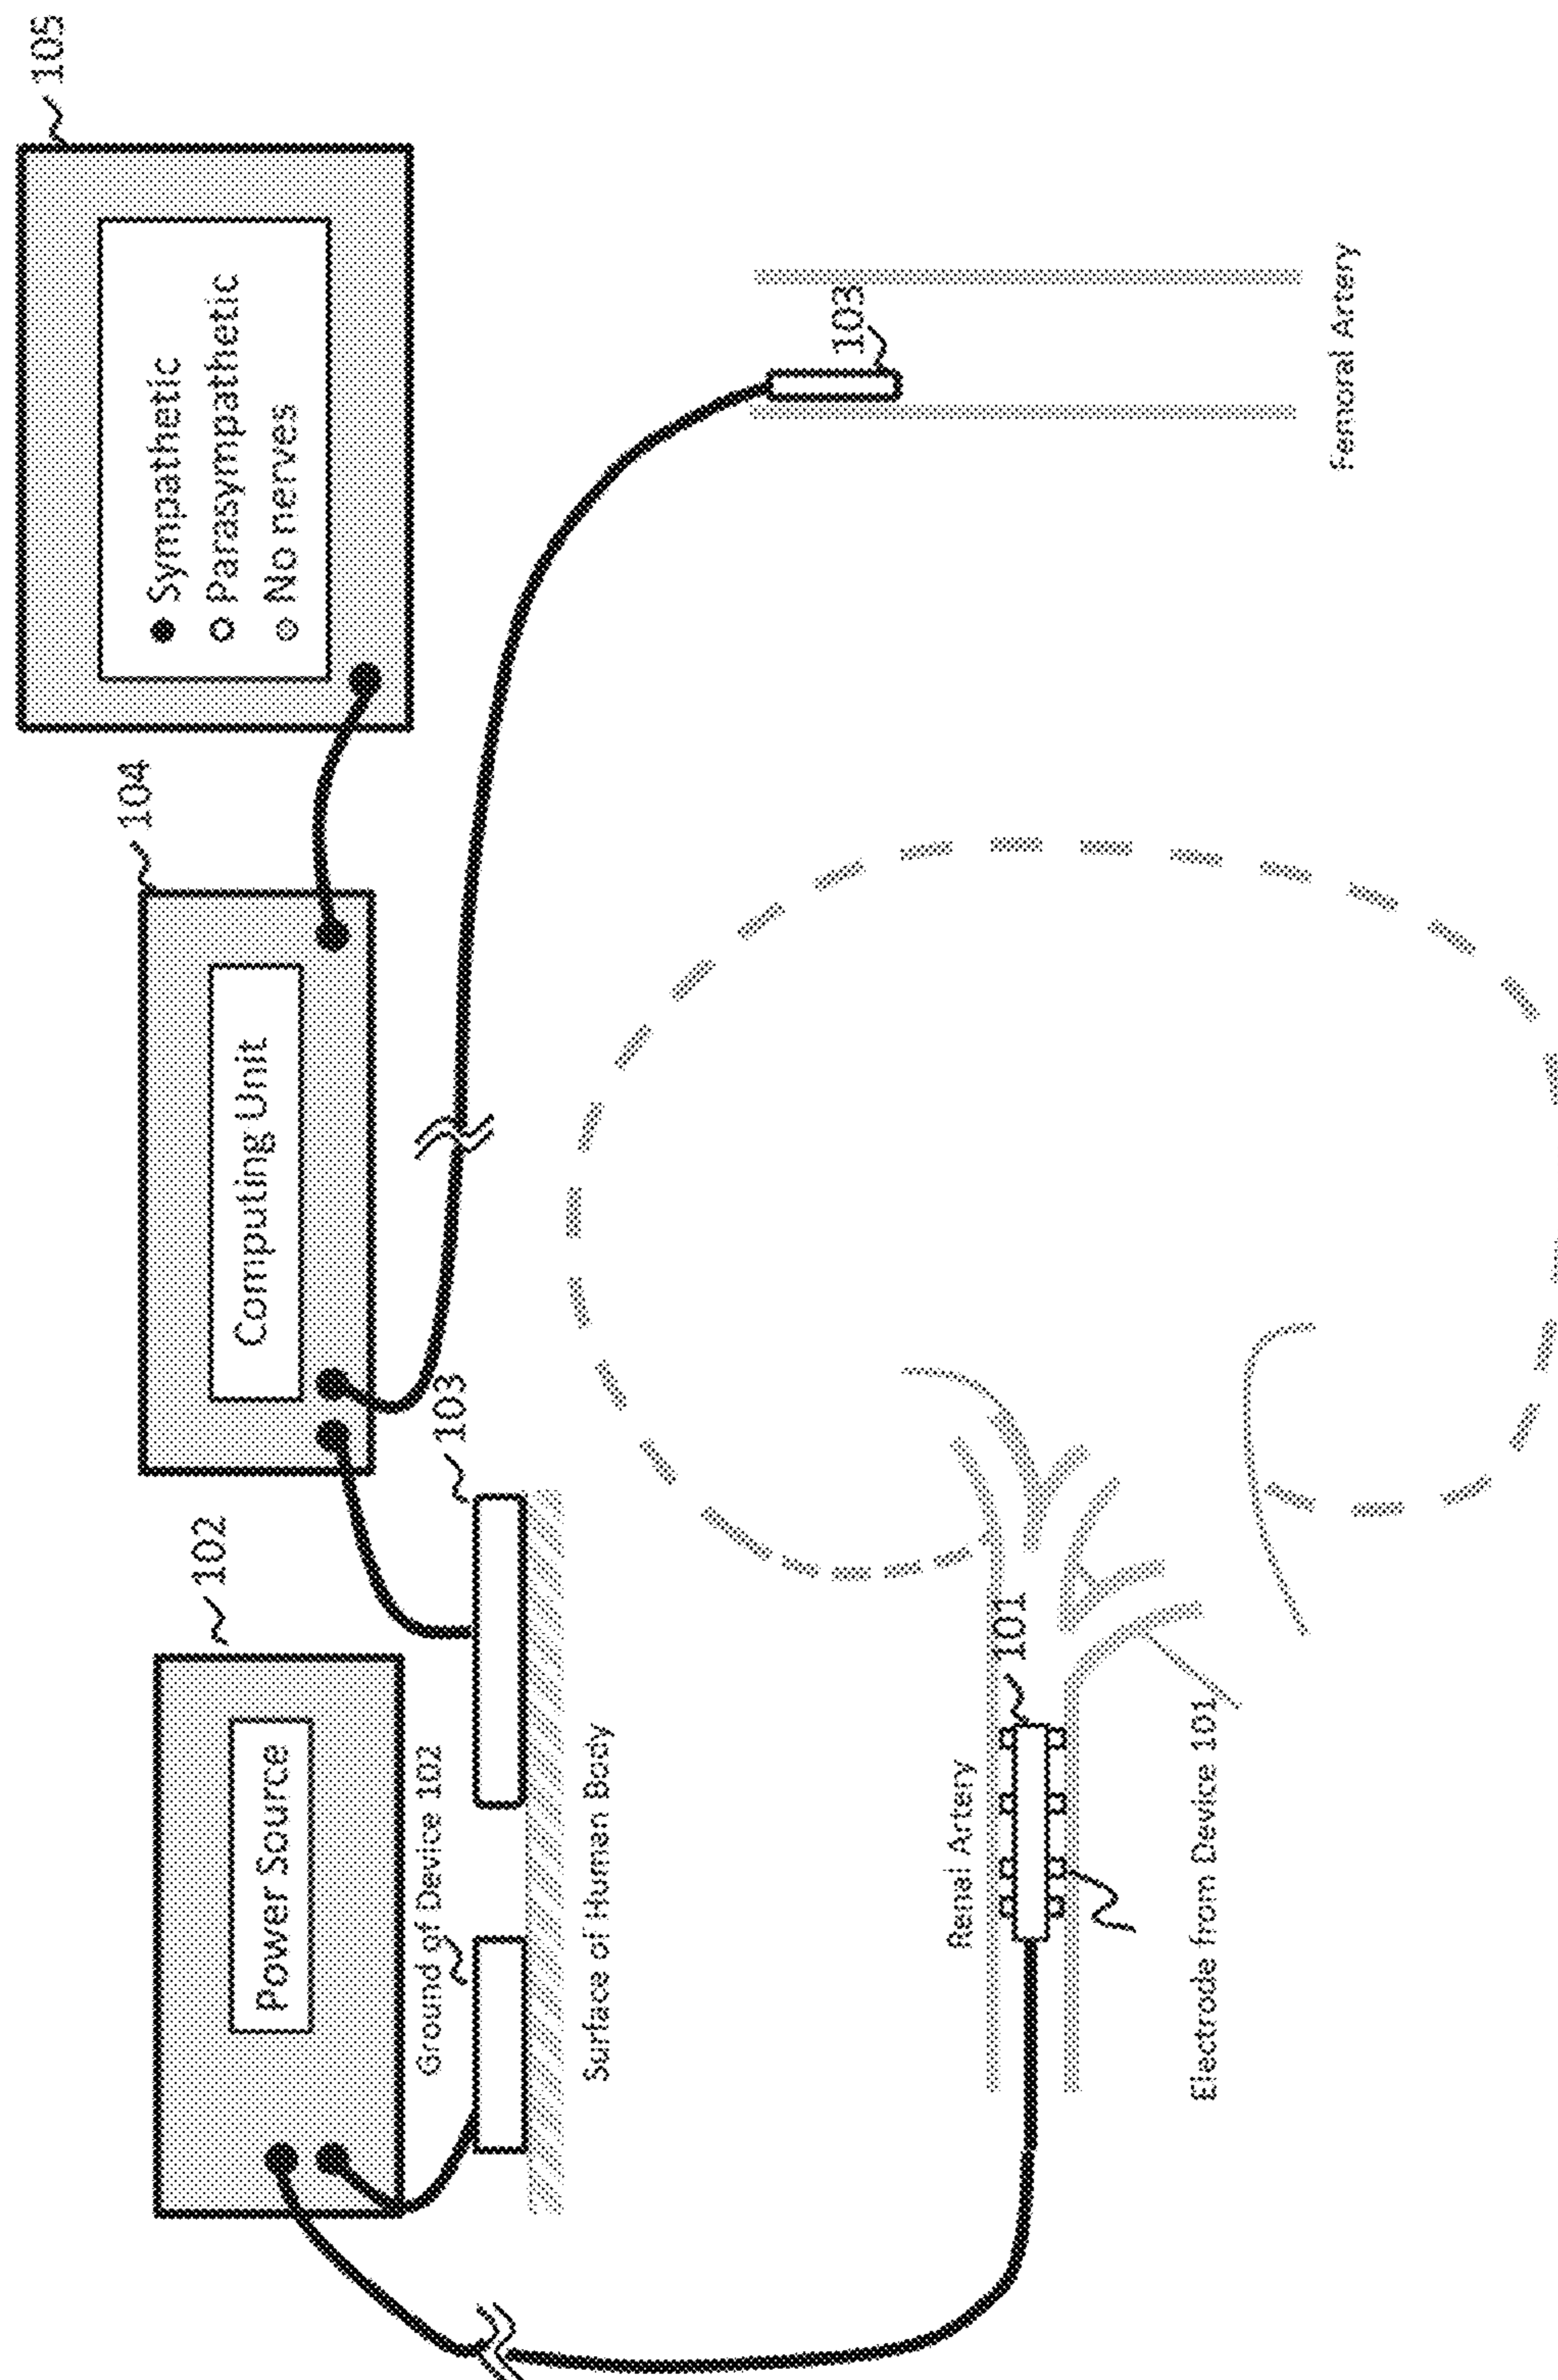 102
Power Source
104
Computing Unit
105
Sympathetic
Parasympathetic
No nerves
Ground of Device 102
103
Surface of Human Body
103
Renal Artery
101
Electrode from Device 101
Femoral Artery